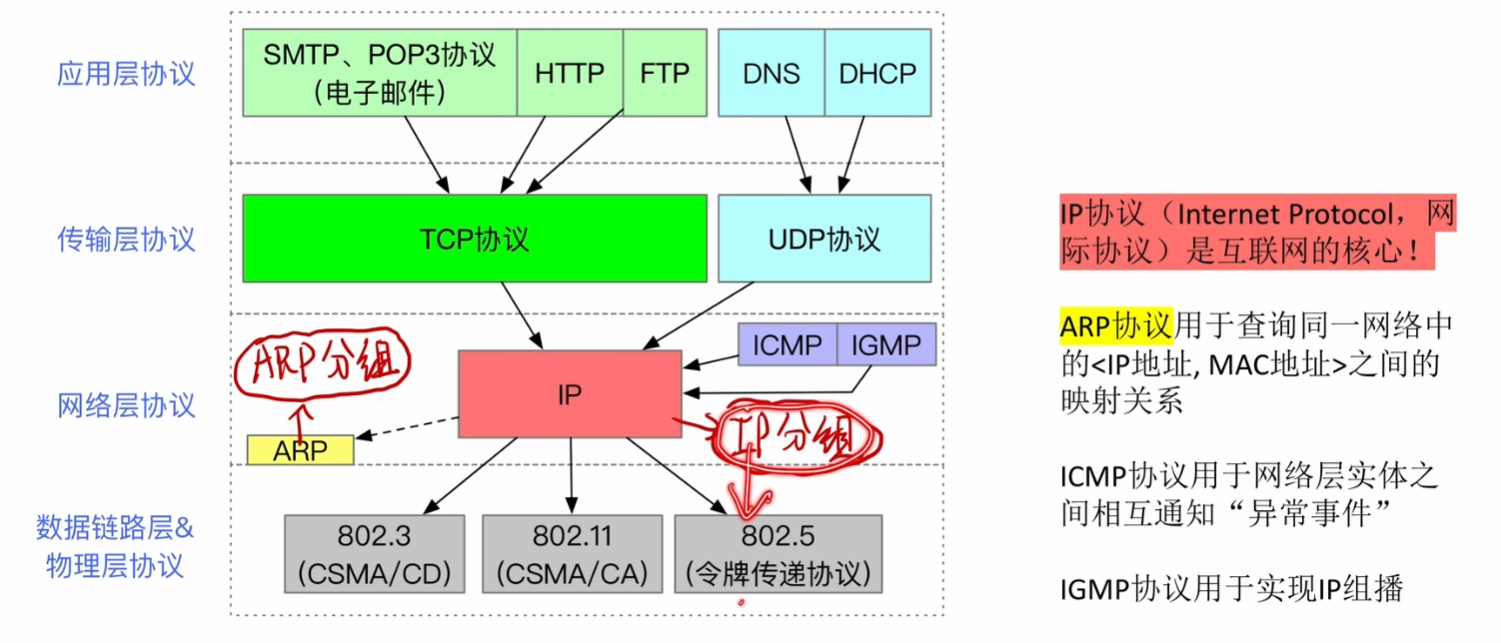 应用层协议
SMTP、POP3协议
（电子邮件）
HTTP
FTP
DNS
DHCP
传输层协议
TCP协议
UDP协议
网络层协议
ARP分组
ICMP
IGMP
IP
IP分组
ARP
数据链路层&
物理层协议
802.3
(CSMA/CD)
802.11
(CSMA/CA)
802.5
(令牌传递协议)
IP协议（Internet Protocol，网
际协议）是互联网的核心！
ARP协议用于查询同一网络中
的<IP地址, MAC地址>之间的
映射关系
ICMP协议用于网络层实体之
间相互通知“异常事件”
IGMP协议用于实现IP组播